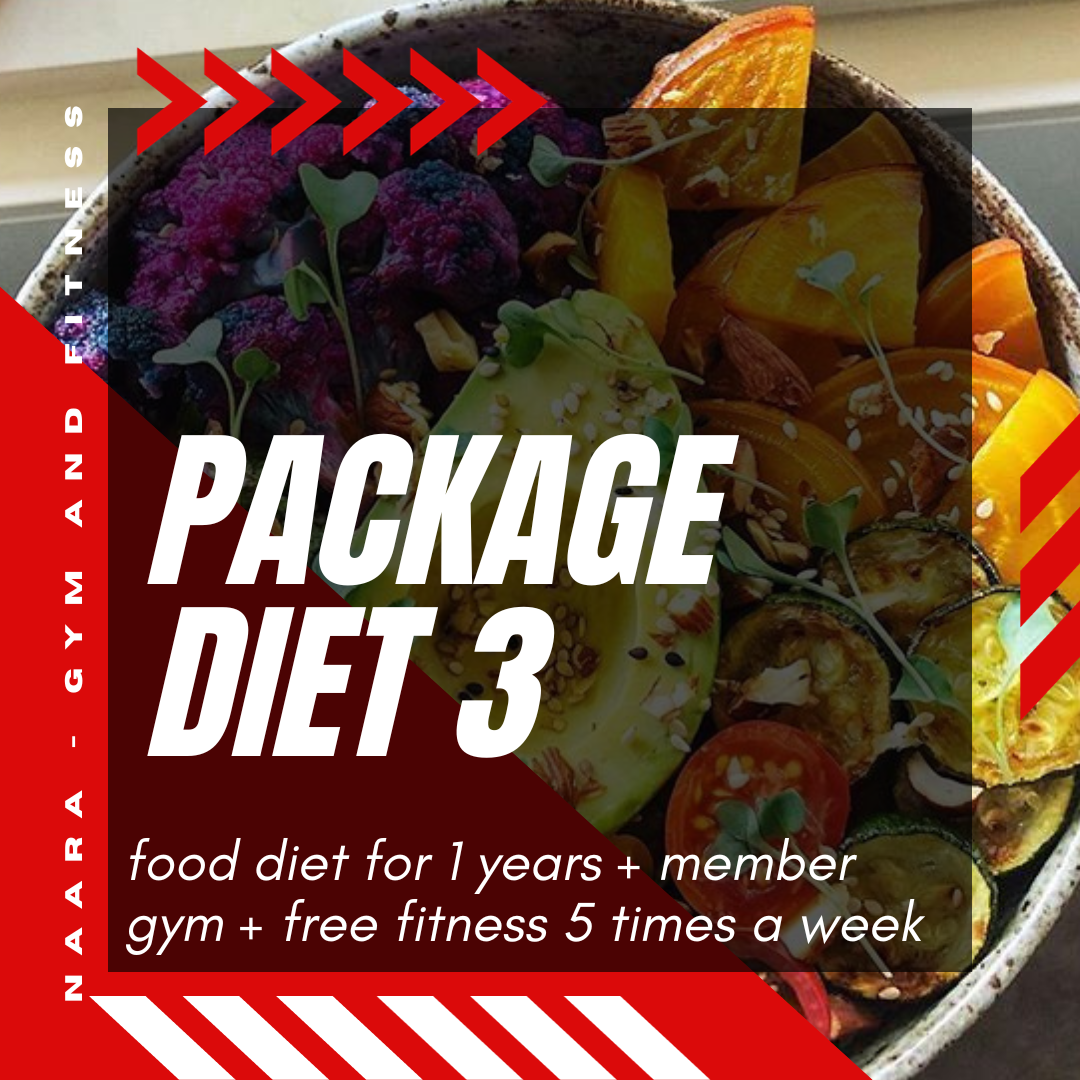 NAARA - GYM AND FITNESS
PACKAGE
DIET 3
food diet for 1 years + member
gym + free fitness 5 times a week